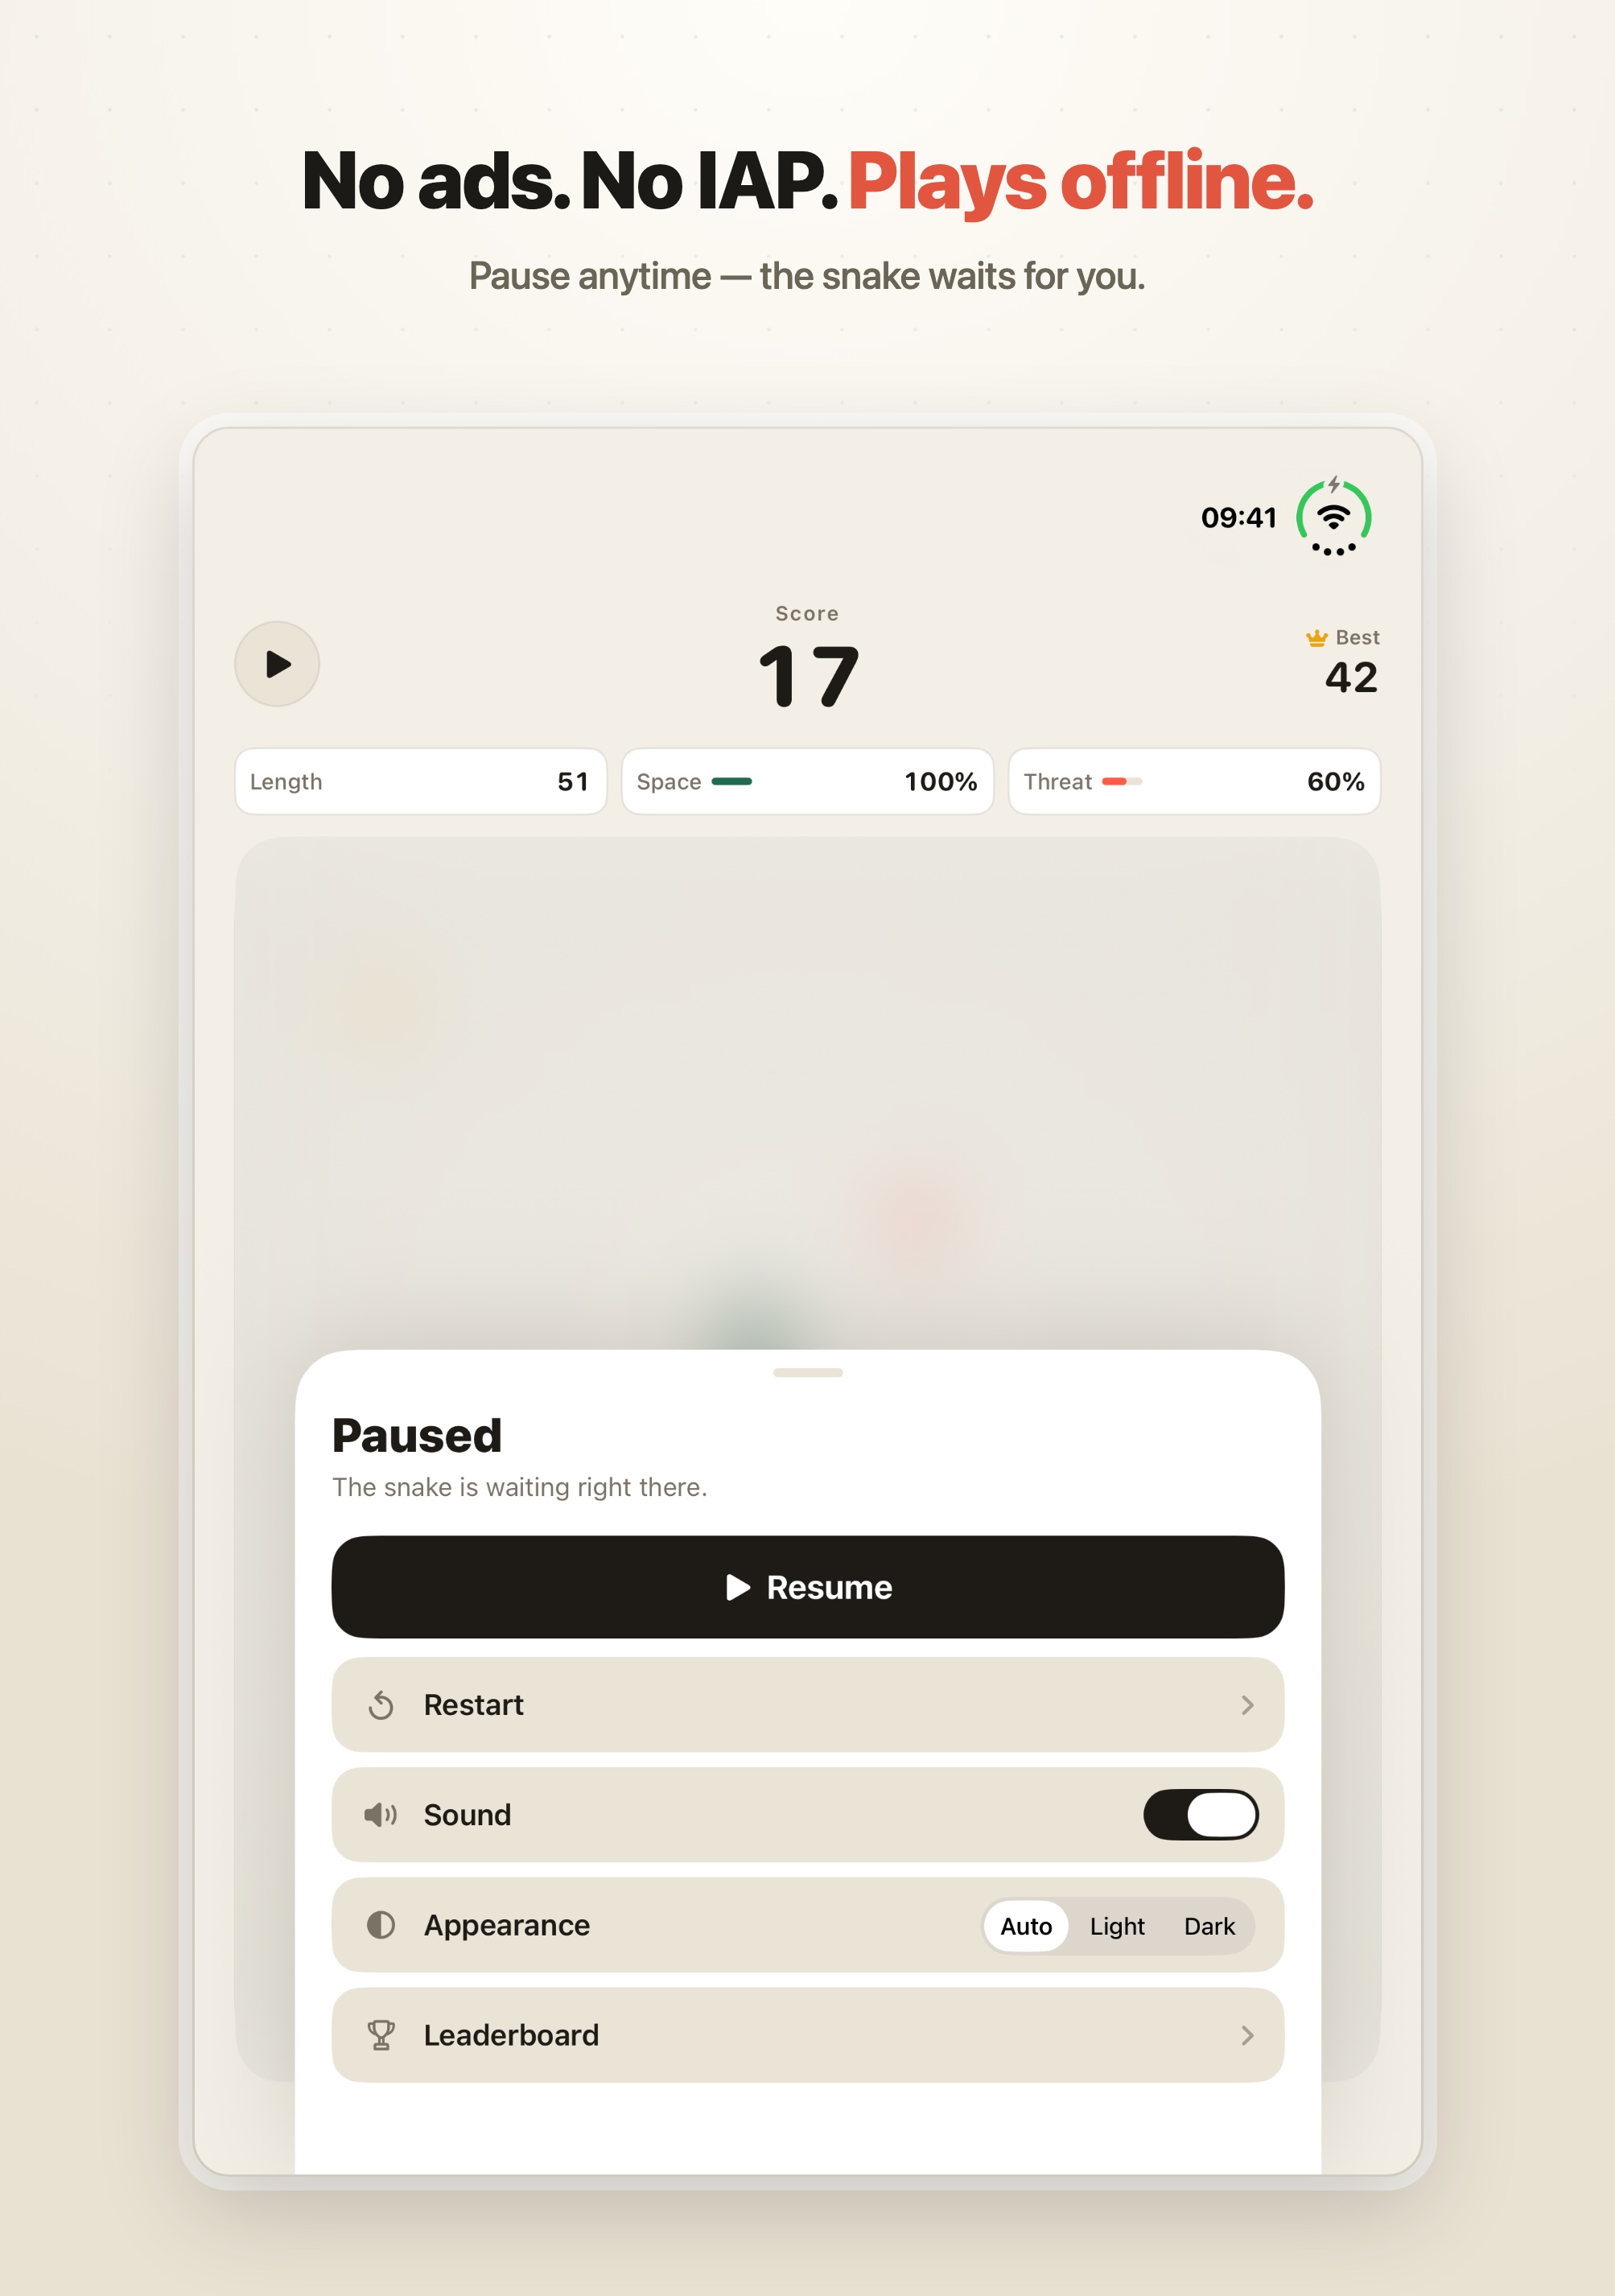 No ads. No IAP. Plays offline.
Pause anytime — the snake waits for you.
09:41
Score
17
Best
42
Length 51
Space 100%
Threat 60%
Paused
The snake is waiting right there.
Resume
Restart
Sound
Appearance Auto Light Dark
Leaderboard